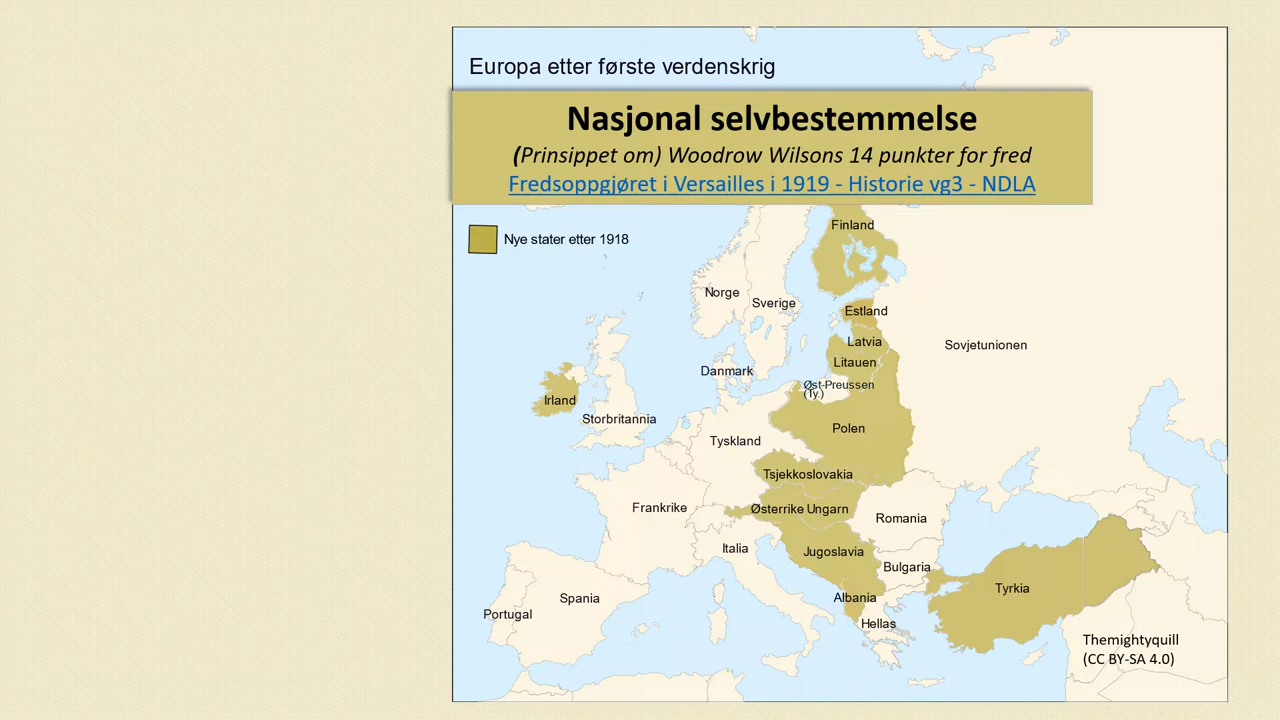 Europa etter første verdenskrig
Nasjonal selvbestemmelse
(Prinsippet om) Woodrow Wilsons 14 punkter for fred
Fredsoppgjøret i Versailles i 1919 - Historie vg3 - NDLA
Nye stater etter 1918
Finland
Norge
Sverige
Estland
Latvia
Sovjetunionen
Litauen
Danmark
Øst-Preussen
(Ty.)
Irland
Storbritannia
Polen
Tyskland
Tsjekkoslovakia
Frankrike
Østerrike Ungarn
Romania
Italia
Jugoslavia
Bulgaria
Tyrkia
Spania
Albania
Portugal
Hellas
Themightyquill
(CC BY-SA 4.0)